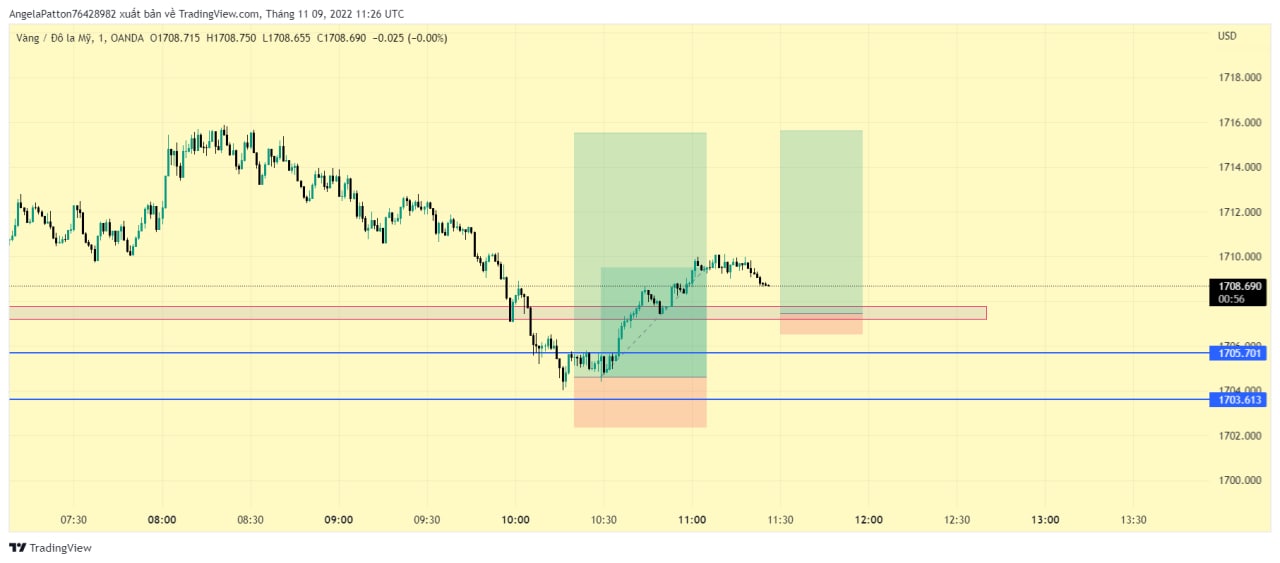 AngelaPatton76428982 xuất bản về TradingView.com, Tháng 11 09, 2022 11:26 UTC
Vàng / Đô la Mỹ, 1, OANDA O1708.715 H1708.750 L1708.655 C1708.690 −0.025 (−0.00%)
USD
1718.000
1716.000
1714.000
1712.000
1710.000
1708.690
00:56
1706.000
1705.701
1704.000
1703.613
1702.000
1700.000
07:30 08:00 08:30 09:00 09:30 10:00 10:30 11:00 11:30 12:00 12:30 13:00 13:30
TradingView